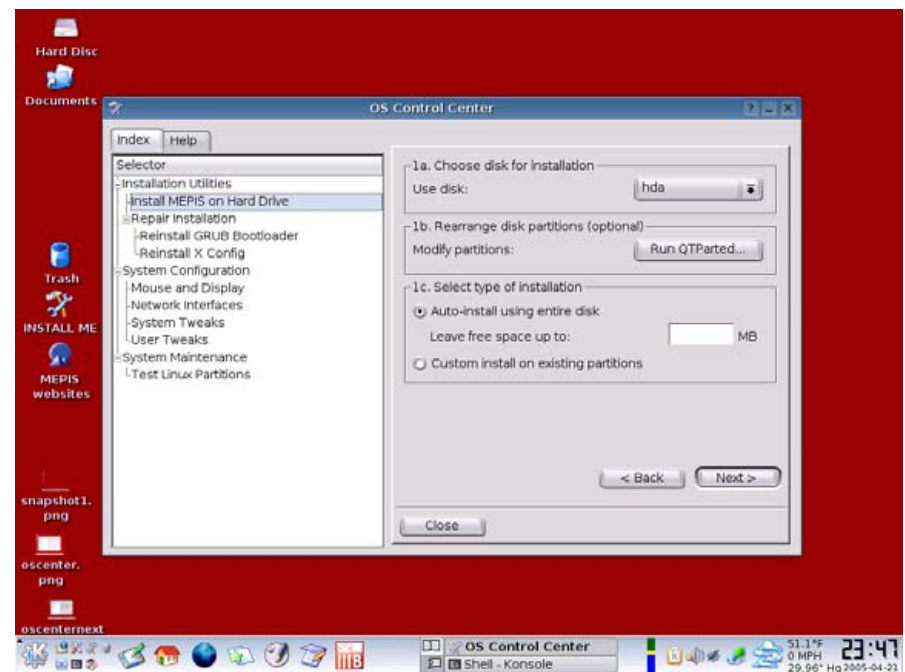 Hard Disc
Documents
OS Control Center
Index
Help
Selector
Installation Utilities
Install MEPIS on Hard Drive
Repair Installation
Reinstall GRUB Bootloader
Reinstall X Config
System Configuration
Mouse and Display
Network Interfaces
System Tweaks
User Tweaks
System Maintenance
Test Linux Partitions
1a. Choose disk for installation
Use disk:
hda
1b. Rearrange disk partitions (optional)
Modify partitions:
Run QTParted...
1c. Select type of installation
Auto-install using entire disk
Leave free space up to:
MB
Custom install on existing partitions
< Back
Next >
Close
Trash
INSTALL ME
MEPIS
websites
snapshot1.
png
oscenter.
png
oscenternext
OS Control Center
Shell - Konsole
51.1°F
0 MPH
29.96" Hg
23:47
2005-04-21